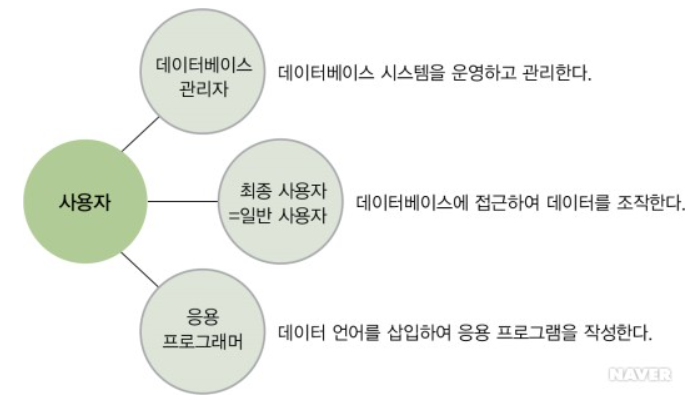 데이터베이스
관리자
데이터베이스 시스템을 운영하고 관리한다.
사용자
최종 사용자
=일반 사용자
데이터베이스에 접근하여 데이터를 조작한다.
응용
프로그래머
데이터 언어를 삽입하여 응용 프로그램을 작성한다.
NAVER